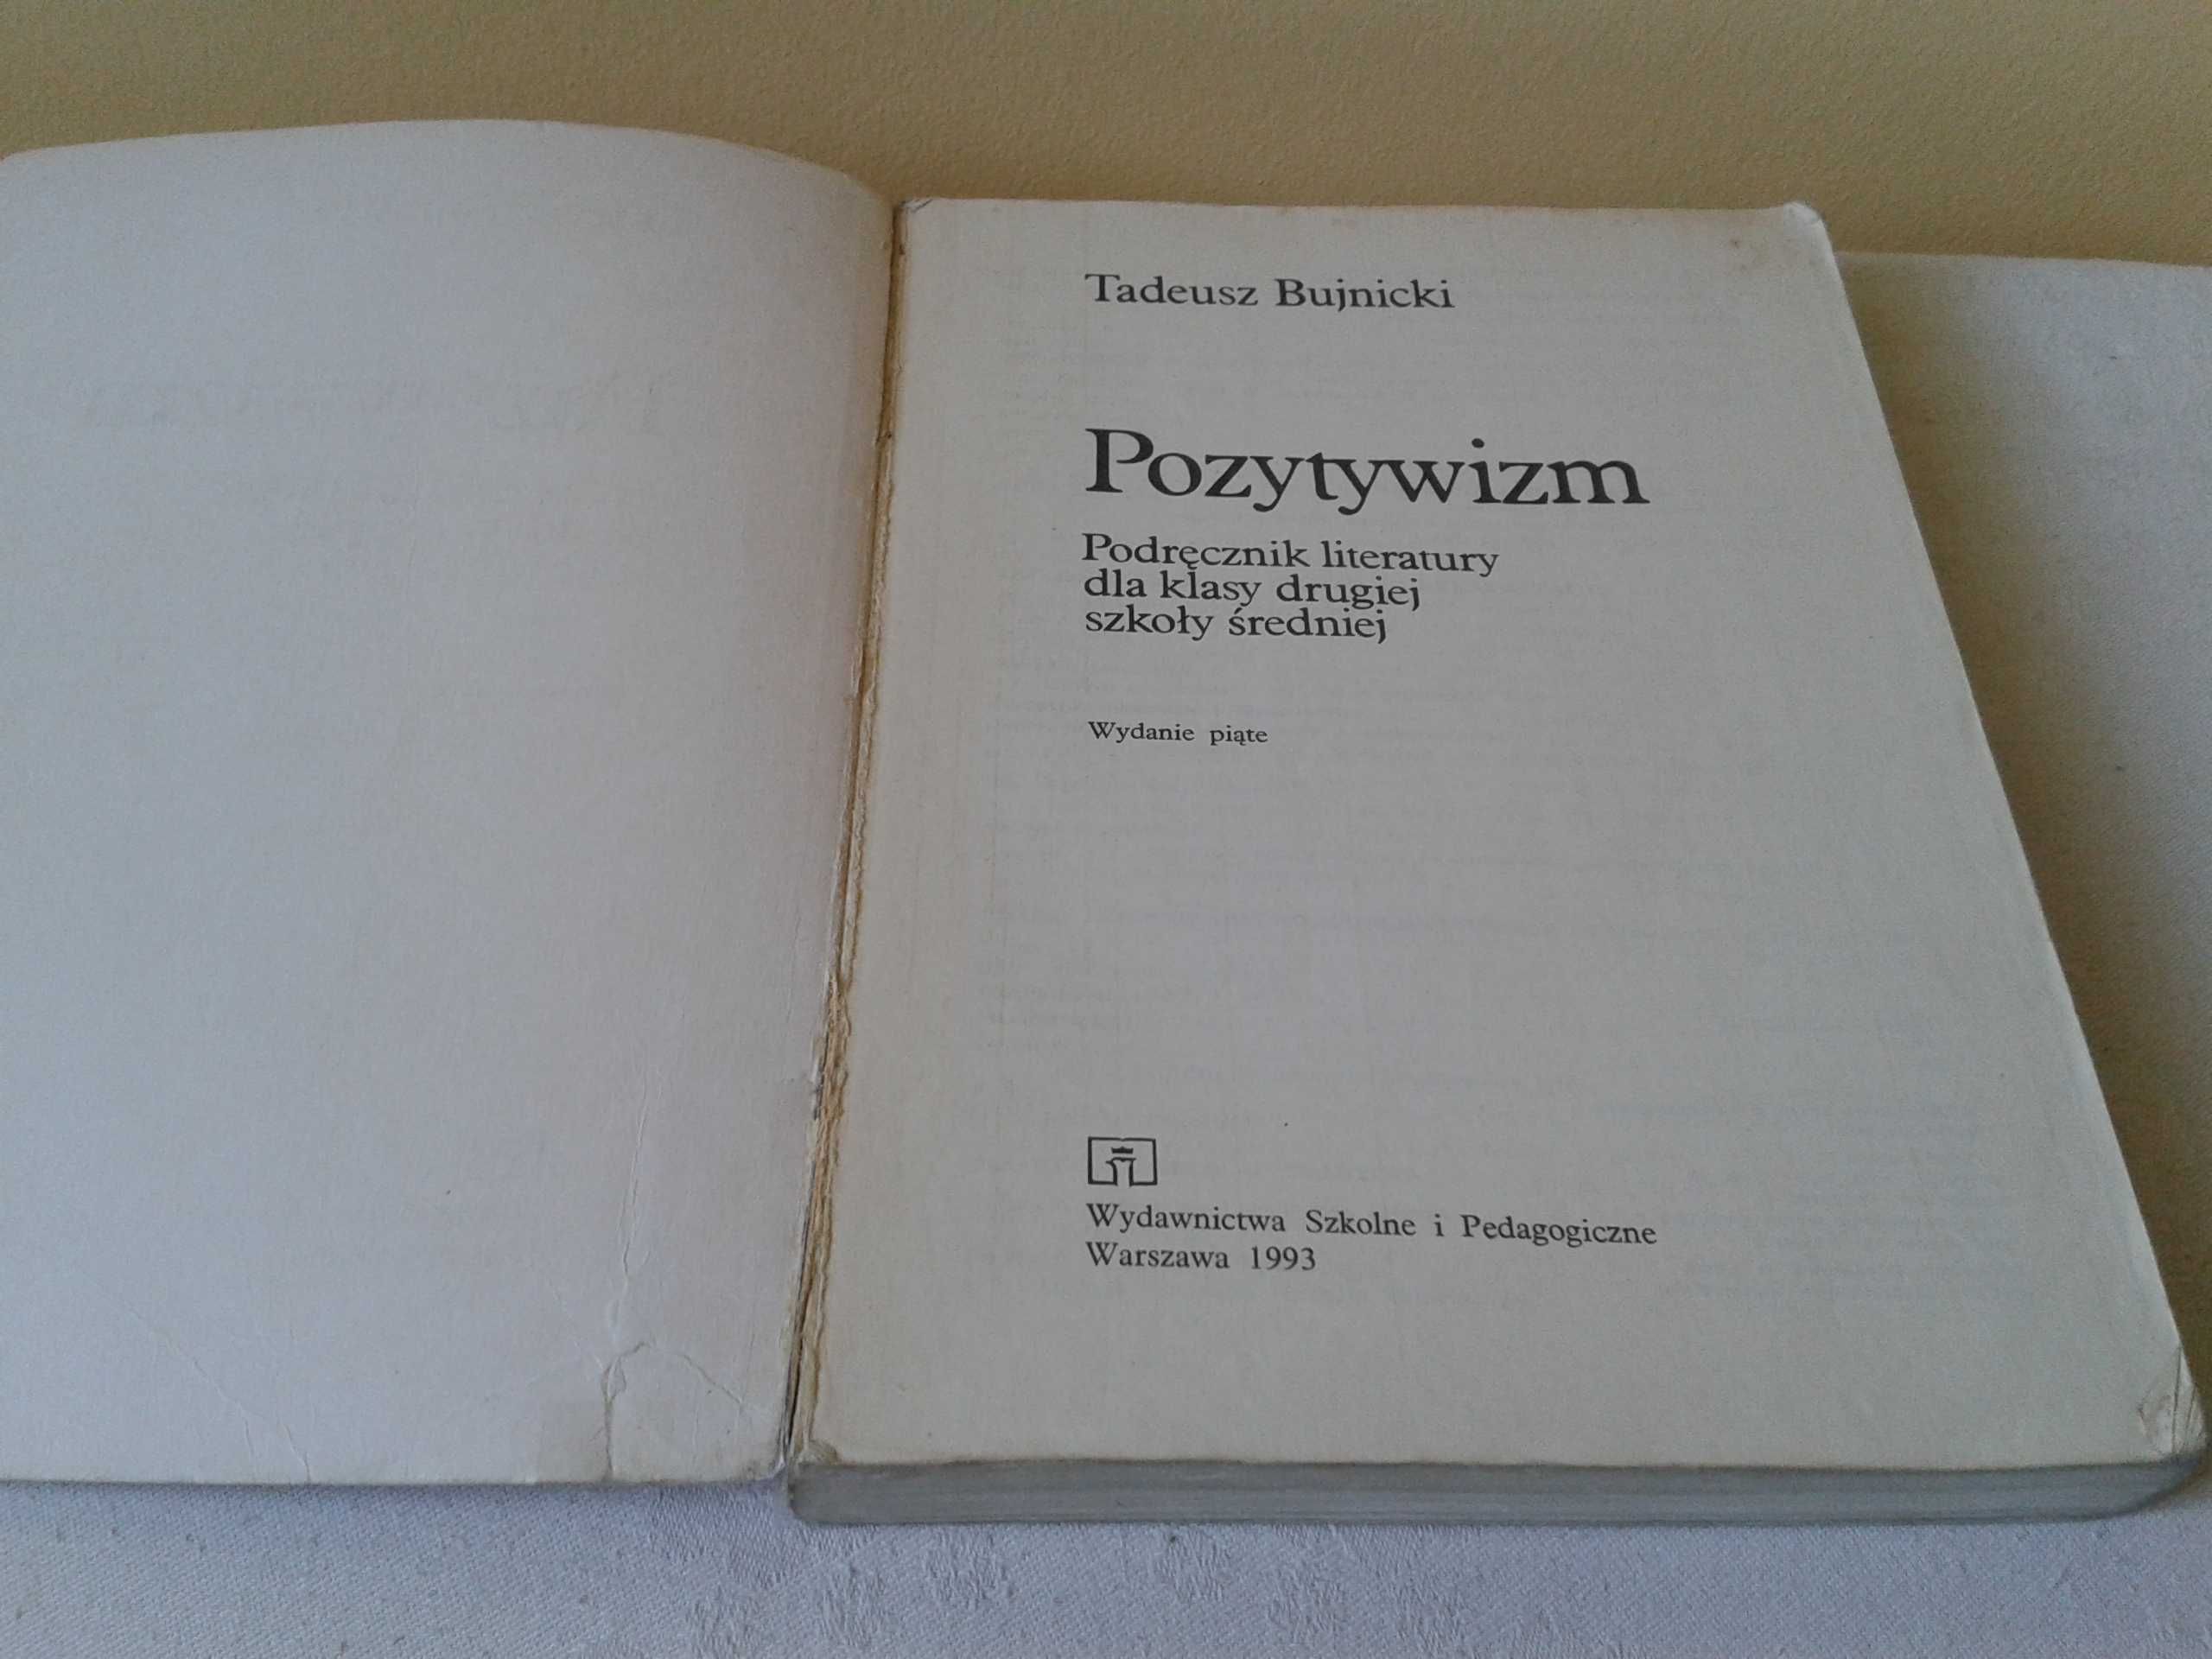 Tadeusz Bujnicki
Pozytywizm
Podręcznik literatury
dla klasy drugiej
szkoły średniej
Wydanie piąte
Wydawnictwa Szkolne i Pedagogiczne
Warszawa 1993